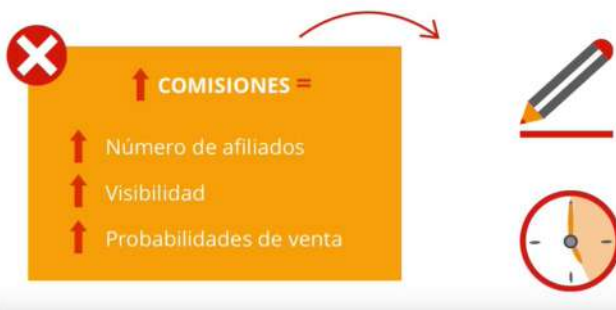 COMISIONES =
Número de afiliados
Visibilidad
Probabilidades de venta